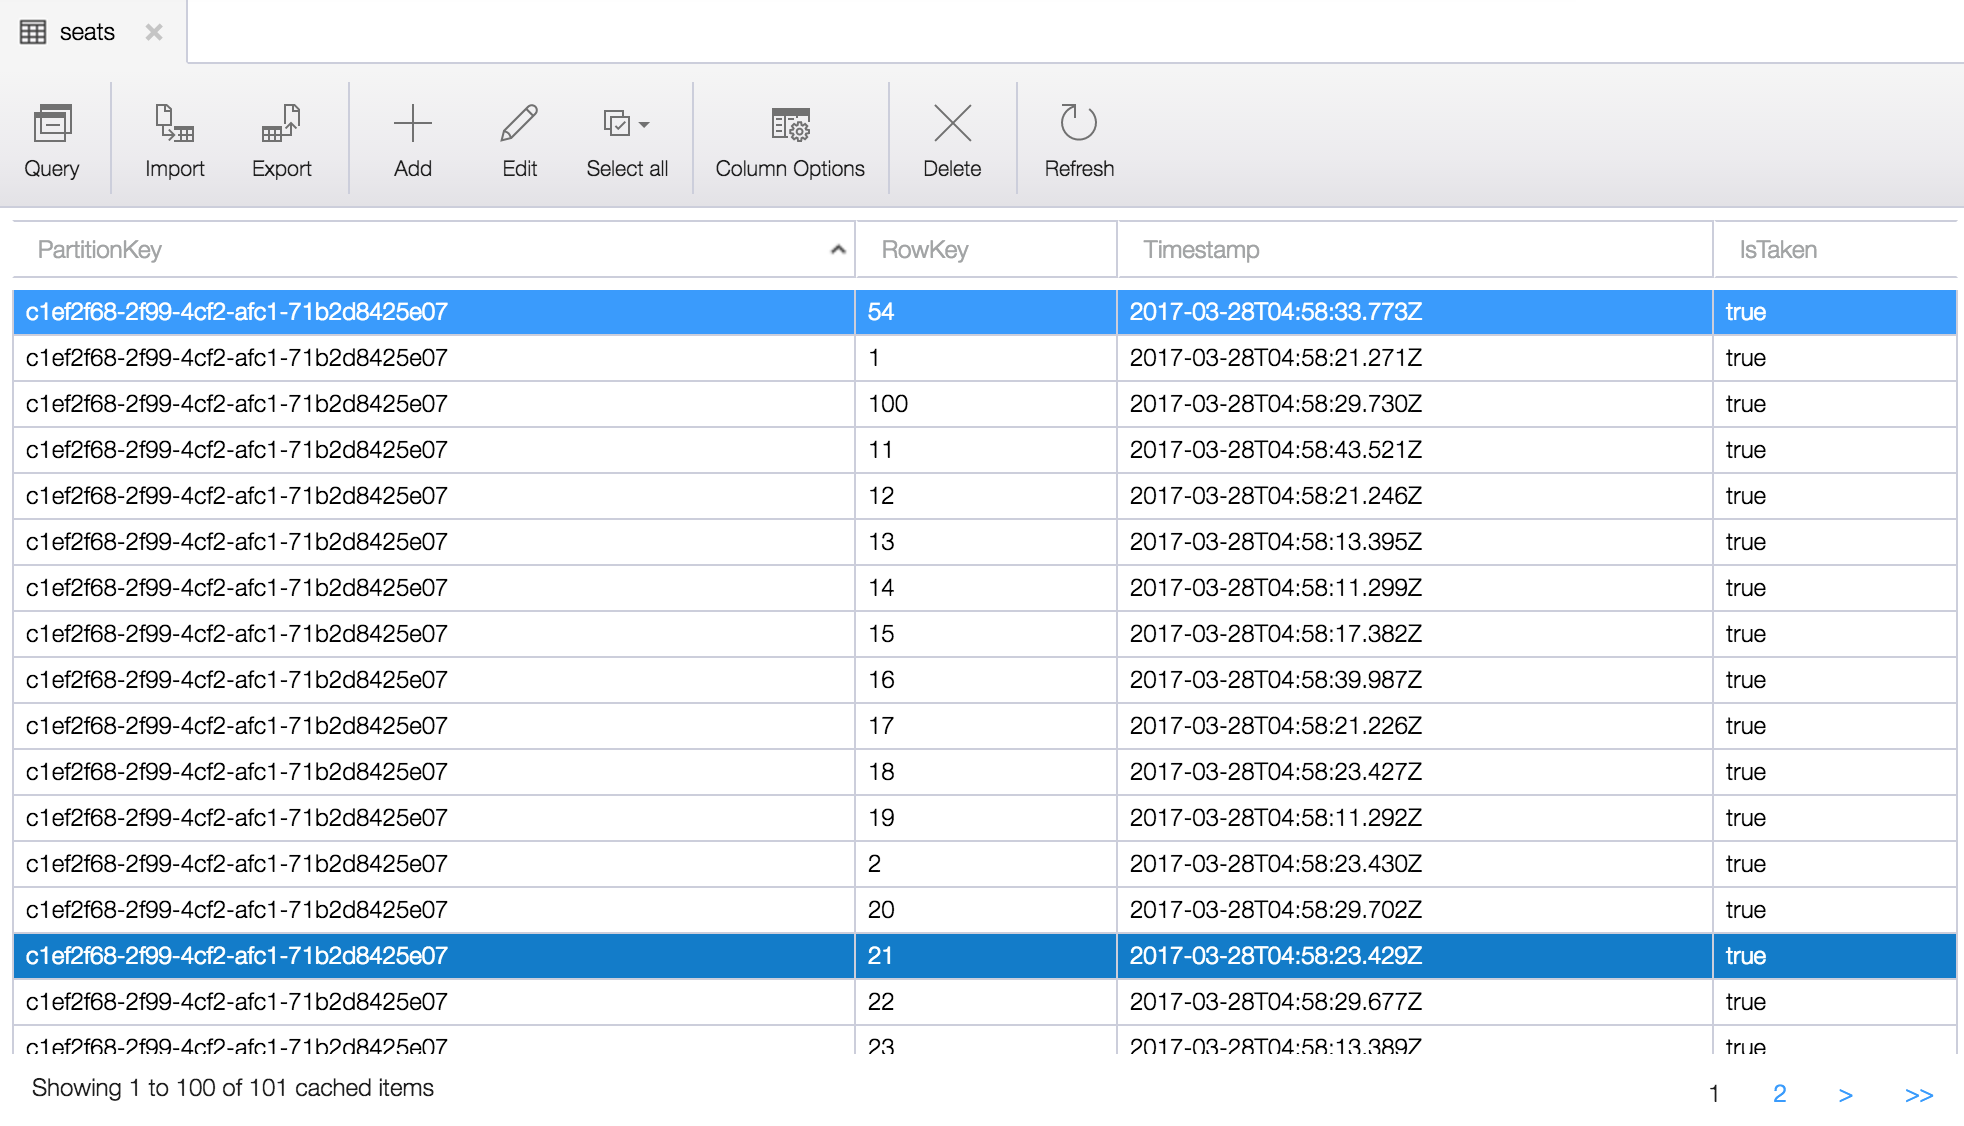 seats
Query Import Export Add Edit Select all Column Options Delete Refresh
PartitionKey RowKey Timestamp IsTaken
c1ef2f68-2f99-4cf2-afc1-71b2d8425e07 54 2017-03-28T04:58:33.773Z true
c1ef2f68-2f99-4cf2-afc1-71b2d8425e07 1 2017-03-28T04:58:21.271Z true
c1ef2f68-2f99-4cf2-afc1-71b2d8425e07 100 2017-03-28T04:58:29.730Z true
c1ef2f68-2f99-4cf2-afc1-71b2d8425e07 11 2017-03-28T04:58:43.521Z true
c1ef2f68-2f99-4cf2-afc1-71b2d8425e07 12 2017-03-28T04:58:21.246Z true
c1ef2f68-2f99-4cf2-afc1-71b2d8425e07 13 2017-03-28T04:58:13.395Z true
c1ef2f68-2f99-4cf2-afc1-71b2d8425e07 14 2017-03-28T04:58:11.299Z true
c1ef2f68-2f99-4cf2-afc1-71b2d8425e07 15 2017-03-28T04:58:17.382Z true
c1ef2f68-2f99-4cf2-afc1-71b2d8425e07 16 2017-03-28T04:58:39.987Z true
c1ef2f68-2f99-4cf2-afc1-71b2d8425e07 17 2017-03-28T04:58:21.226Z true
c1ef2f68-2f99-4cf2-afc1-71b2d8425e07 18 2017-03-28T04:58:23.427Z true
c1ef2f68-2f99-4cf2-afc1-71b2d8425e07 19 2017-03-28T04:58:11.292Z true
c1ef2f68-2f99-4cf2-afc1-71b2d8425e07 2 2017-03-28T04:58:23.430Z true
c1ef2f68-2f99-4cf2-afc1-71b2d8425e07 20 2017-03-28T04:58:29.702Z true
c1ef2f68-2f99-4cf2-afc1-71b2d8425e07 21 2017-03-28T04:58:23.429Z true
c1ef2f68-2f99-4cf2-afc1-71b2d8425e07 22 2017-03-28T04:58:29.677Z true
c1ef2f68-2f99-4cf2-afc1-71b2d8425e07 23 2017-03-28T04:58:13.389Z true
Showing 1 to 100 of 101 cached items
1 2 > >>